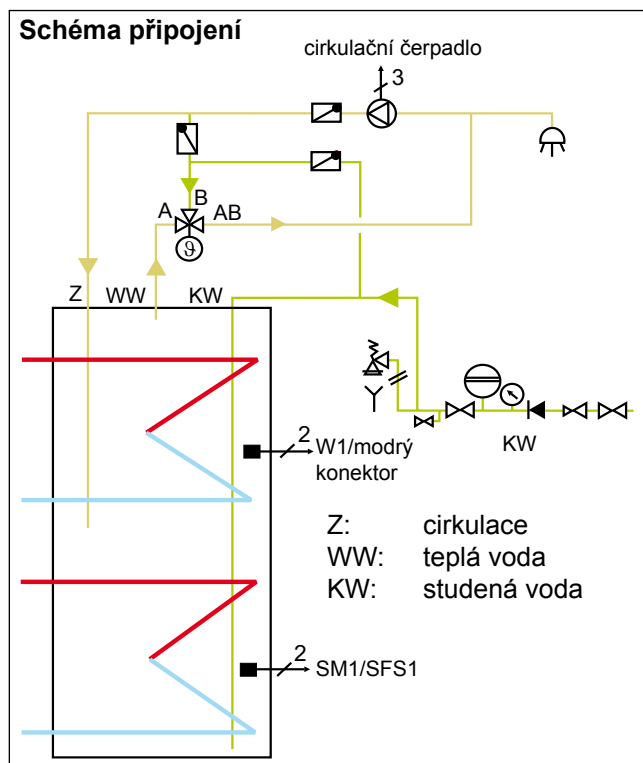 Schéma připojení
cirkulační čerpadlo
3
B
A
AB
ϑ
Z
WW
KW
2
W1/modrý
konektor
KW
Z: cirkulace
WW: teplá voda
KW: studená voda
2
SM1/SFS1